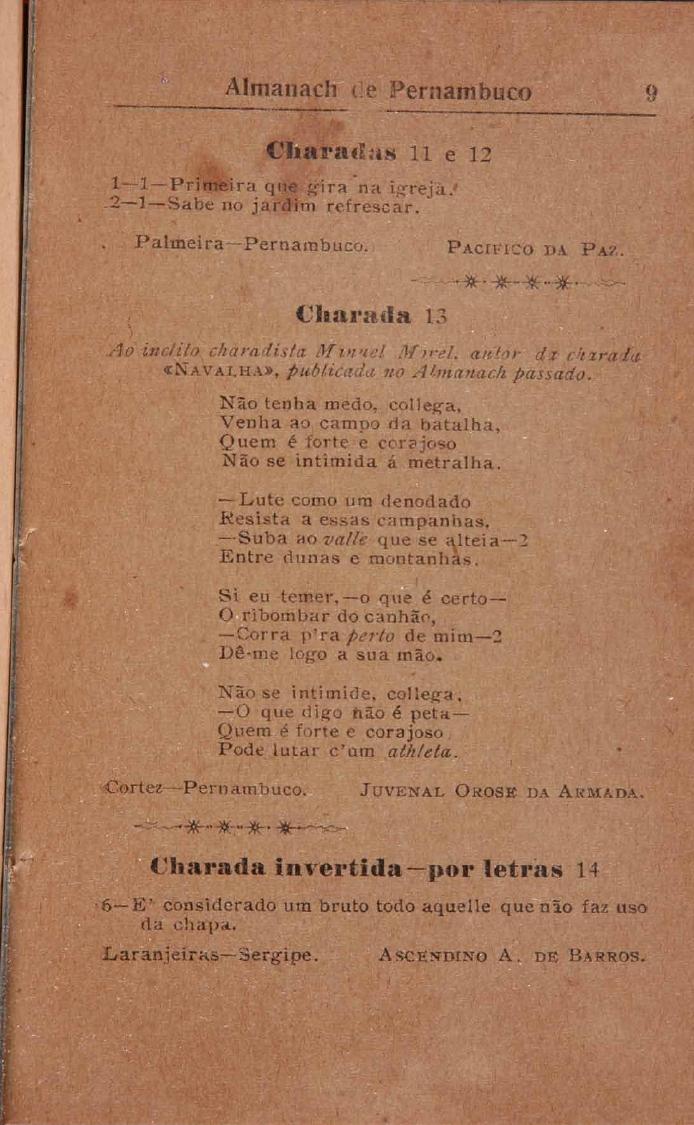 Almanach de Pernambuco 9
Charadas 11 e 12
1—1—Primeira que gira na igreja.
2—1—Sabe no jardim refrescar.
Palmeira—Pernambuco. PACIFICO DA PAZ.
Charada 13
Ao inclito charadista Manuel Morel, autor da charada
«NAVALHA», publicada no Almanach passado.
Não tenha medo, collega,
Venha ao campo da batalha,
Quem é forte e corajoso
Não se intimida á metralha.
—Lute como um denodado
Resista a essas campanhas,
—Suba ao valle que se alteia—2
Entre dunas e montanhas.
Si eu temer,—o que é certo—
O ribombar do canhão,
—Corra p'ra perto de mim—2
Dê-me logo a sua mão.
Não se intimide, collega,
—O que digo não é peta—
Quem é forte e corajoso
Pode lutar c'um athleta.
Cortez—Pernambuco. JUVENAL OROSE DA ARMADA.
Charada invertida—por letras 14
6—E' considerado um bruto todo aquelle que não faz uso
da chapa.
Laranjeiras—Sergipe. ASCENDINO A. DE BARROS.